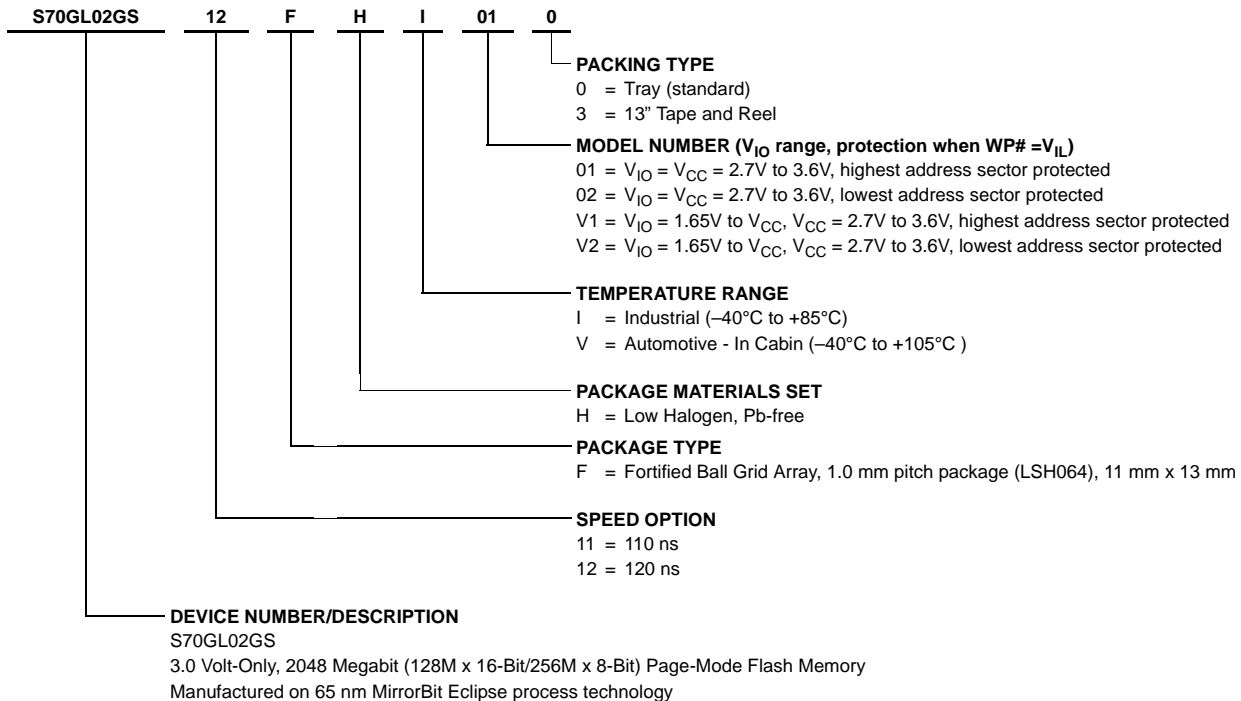 S70GL02GS 12 F H I 01 0
PACKING TYPE
0 = Tray (standard)
3 = 13” Tape and Reel
MODEL NUMBER (VIO range, protection when WP# =VIL)
01 = VIO = VCC = 2.7V to 3.6V, highest address sector protected
02 = VIO = VCC = 2.7V to 3.6V, lowest address sector protected
V1 = VIO = 1.65V to VCC, VCC = 2.7V to 3.6V, highest address sector protected
V2 = VIO = 1.65V to VCC, VCC = 2.7V to 3.6V, lowest address sector protected
TEMPERATURE RANGE
I = Industrial (–40°C to +85°C)
V = Automotive - In Cabin (–40°C to +105°C )
PACKAGE MATERIALS SET
H = Low Halogen, Pb-free
PACKAGE TYPE
F = Fortified Ball Grid Array, 1.0 mm pitch package (LSH064), 11 mm x 13 mm
SPEED OPTION
11 = 110 ns
12 = 120 ns
DEVICE NUMBER/DESCRIPTION
S70GL02GS
3.0 Volt-Only, 2048 Megabit (128M x 16-Bit/256M x 8-Bit) Page-Mode Flash Memory
Manufactured on 65 nm MirrorBit Eclipse process technology